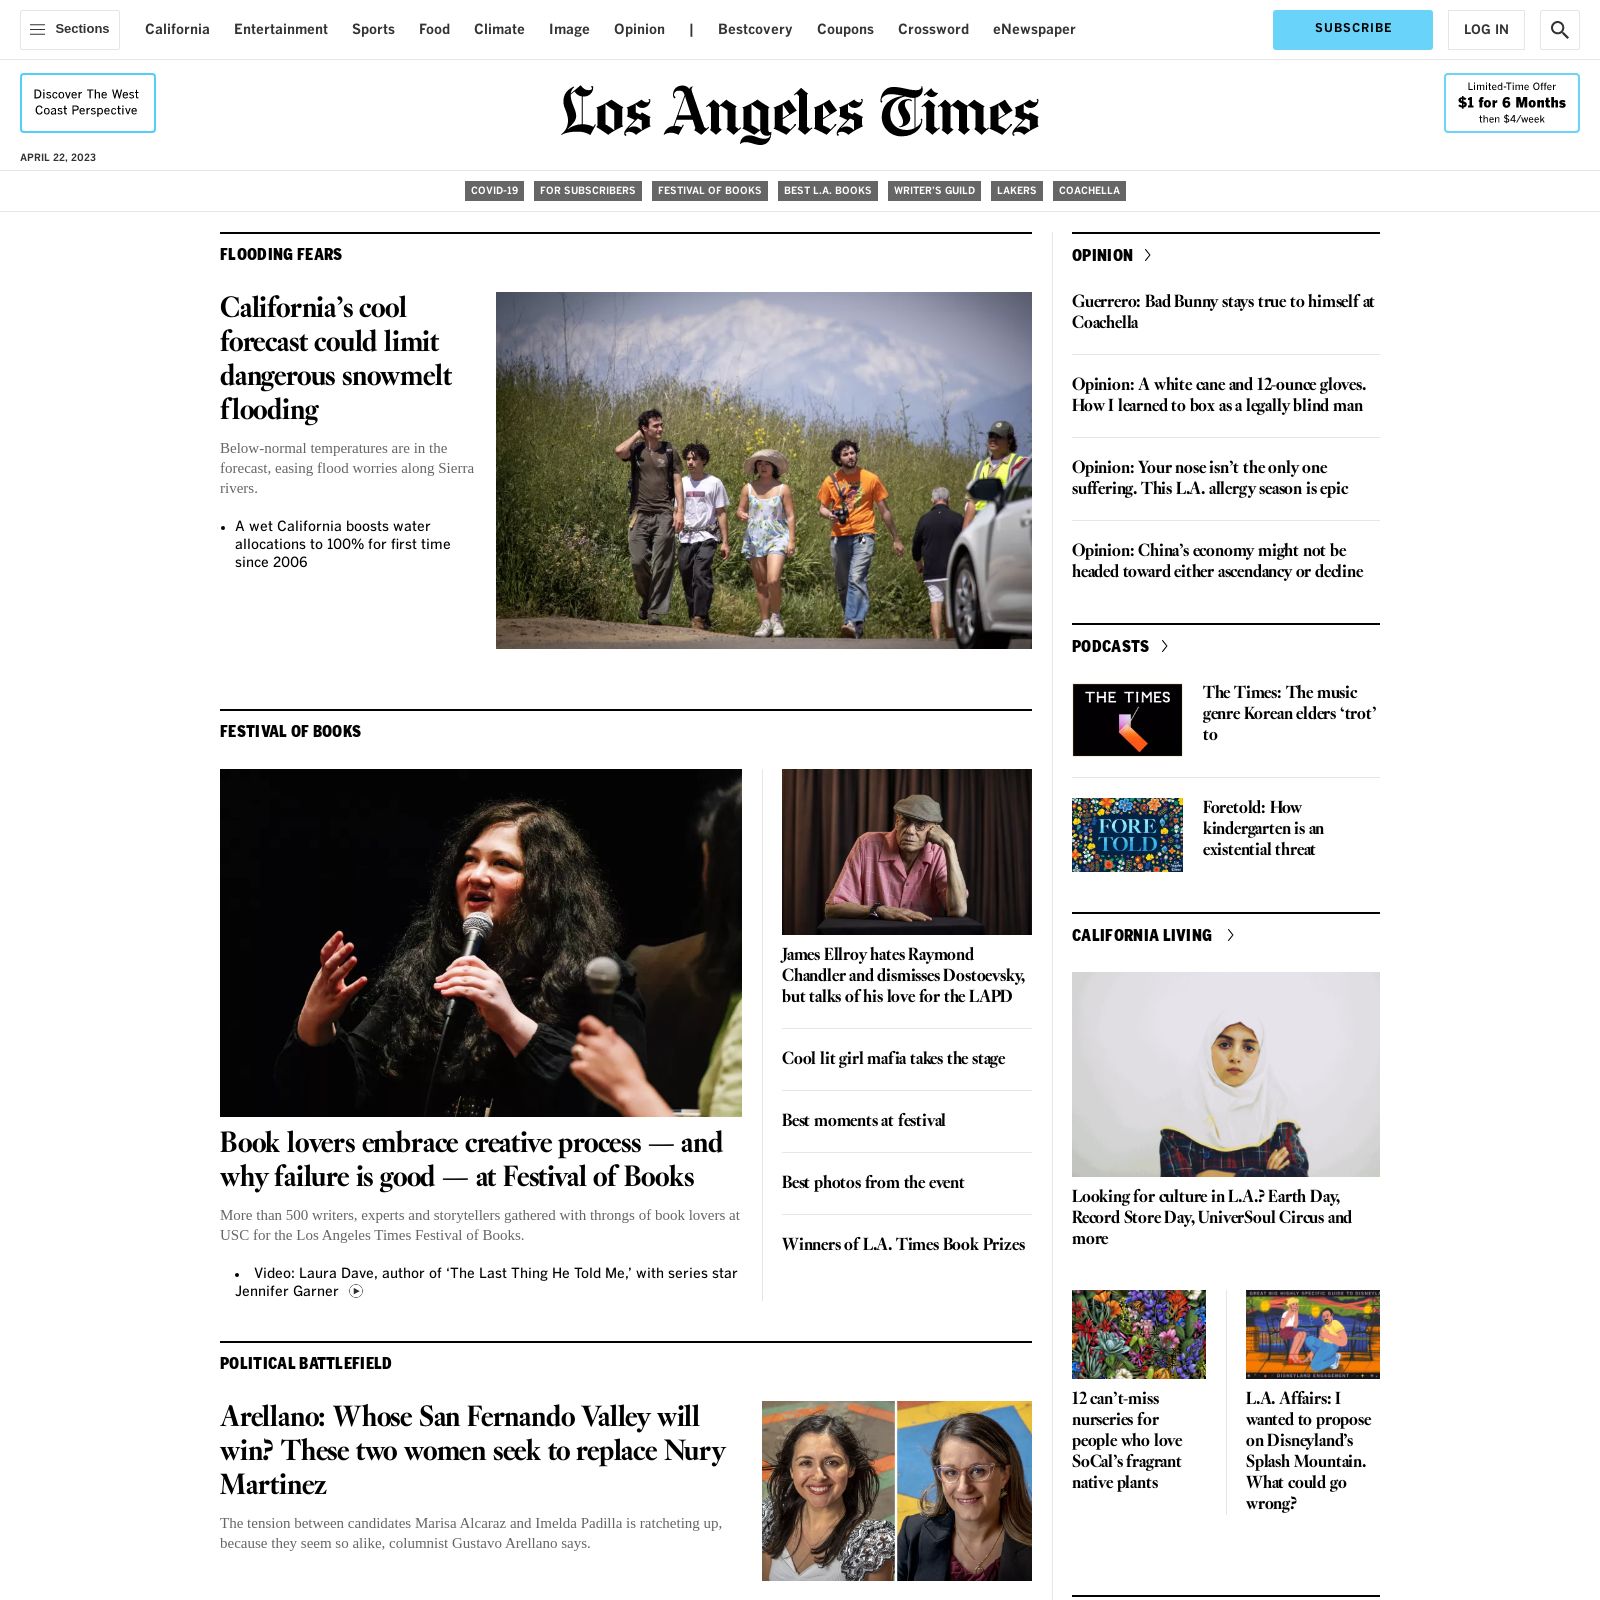 Sections
California
Entertainment
Sports
Food
Climate
Image
Opinion
|
Bestcovery
Coupons
Crossword
eNewspaper
SUBSCRIBE
LOG IN
Discover The West
Coast Perspective
Los Angeles Times
Limited-Time Offer
$1 for 6 Months
then $4/week
APRIL 22, 2023
COVID-19
FOR SUBSCRIBERS
FESTIVAL OF BOOKS
BEST L.A. BOOKS
WRITER'S GUILD
LAKERS
COACHELLA
FLOODING FEARS
California’s cool
forecast could limit
dangerous snowmelt
flooding
Below-normal temperatures are in the
forecast, easing flood worries along Sierra
rivers.
• A wet California boosts water
allocations to 100% for first time
since 2006
FESTIVAL OF BOOKS
Book lovers embrace creative process — and
why failure is good — at Festival of Books
More than 500 writers, experts and storytellers gathered with throngs of book lovers at
USC for the Los Angeles Times Festival of Books.
• Video: Laura Dave, author of ‘The Last Thing He Told Me,’ with series star
Jennifer Garner
James Ellroy hates Raymond
Chandler and dismisses Dostoevsky,
but talks of his love for the LAPD
Cool lit girl mafia takes the stage
Best moments at festival
Best photos from the event
Winners of L.A. Times Book Prizes
POLITICAL BATTLEFIELD
Arellano: Whose San Fernando Valley will
win? These two women seek to replace Nury
Martinez
The tension between candidates Marisa Alcaraz and Imelda Padilla is ratcheting up,
because they seem so alike, columnist Gustavo Arellano says.
OPINION
Guerrero: Bad Bunny stays true to himself at
Coachella
Opinion: A white cane and 12-ounce gloves.
How I learned to box as a legally blind man
Opinion: Your nose isn’t the only one
suffering. This L.A. allergy season is epic
Opinion: China’s economy might not be
headed toward either ascendancy or decline
PODCASTS
THE TIMES
The Times: The music
genre Korean elders ‘trot’
to
FORE
TOLD
Foretold: How
kindergarten is an
existential threat
CALIFORNIA LIVING
Looking for culture in L.A.? Earth Day,
Record Store Day, UniverSoul Circus and
more
12 can’t-miss
nurseries for
people who love
SoCal’s fragrant
native plants
GREAT BIG HIGHLY SPECIFIC GUIDE TO
DISNEYLAND ENGAGEMENT
L.A. Affairs: I
wanted to propose
on Disneyland’s
Splash Mountain.
What could go
wrong?